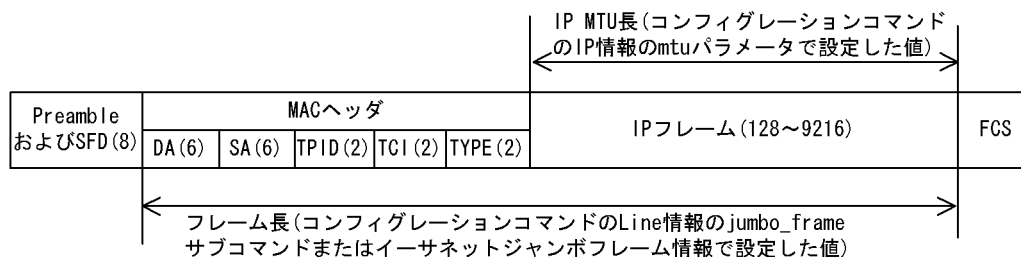 IP MTU長(コンフィグレーションコマンド
のIP情報のmtuパラメータで設定した値)
Preamble
およびSFD(8)
MACヘッダ
DA(6)
SA(6)
TPID(2)
TCI(2)
TYPE(2)
IPフレーム(128～9216)
FCS
フレーム長(コンフィグレーションコマンドのLine情報のjumbo_frame
サブコマンドまたはイーサネットジャンボフレーム情報で設定した値)